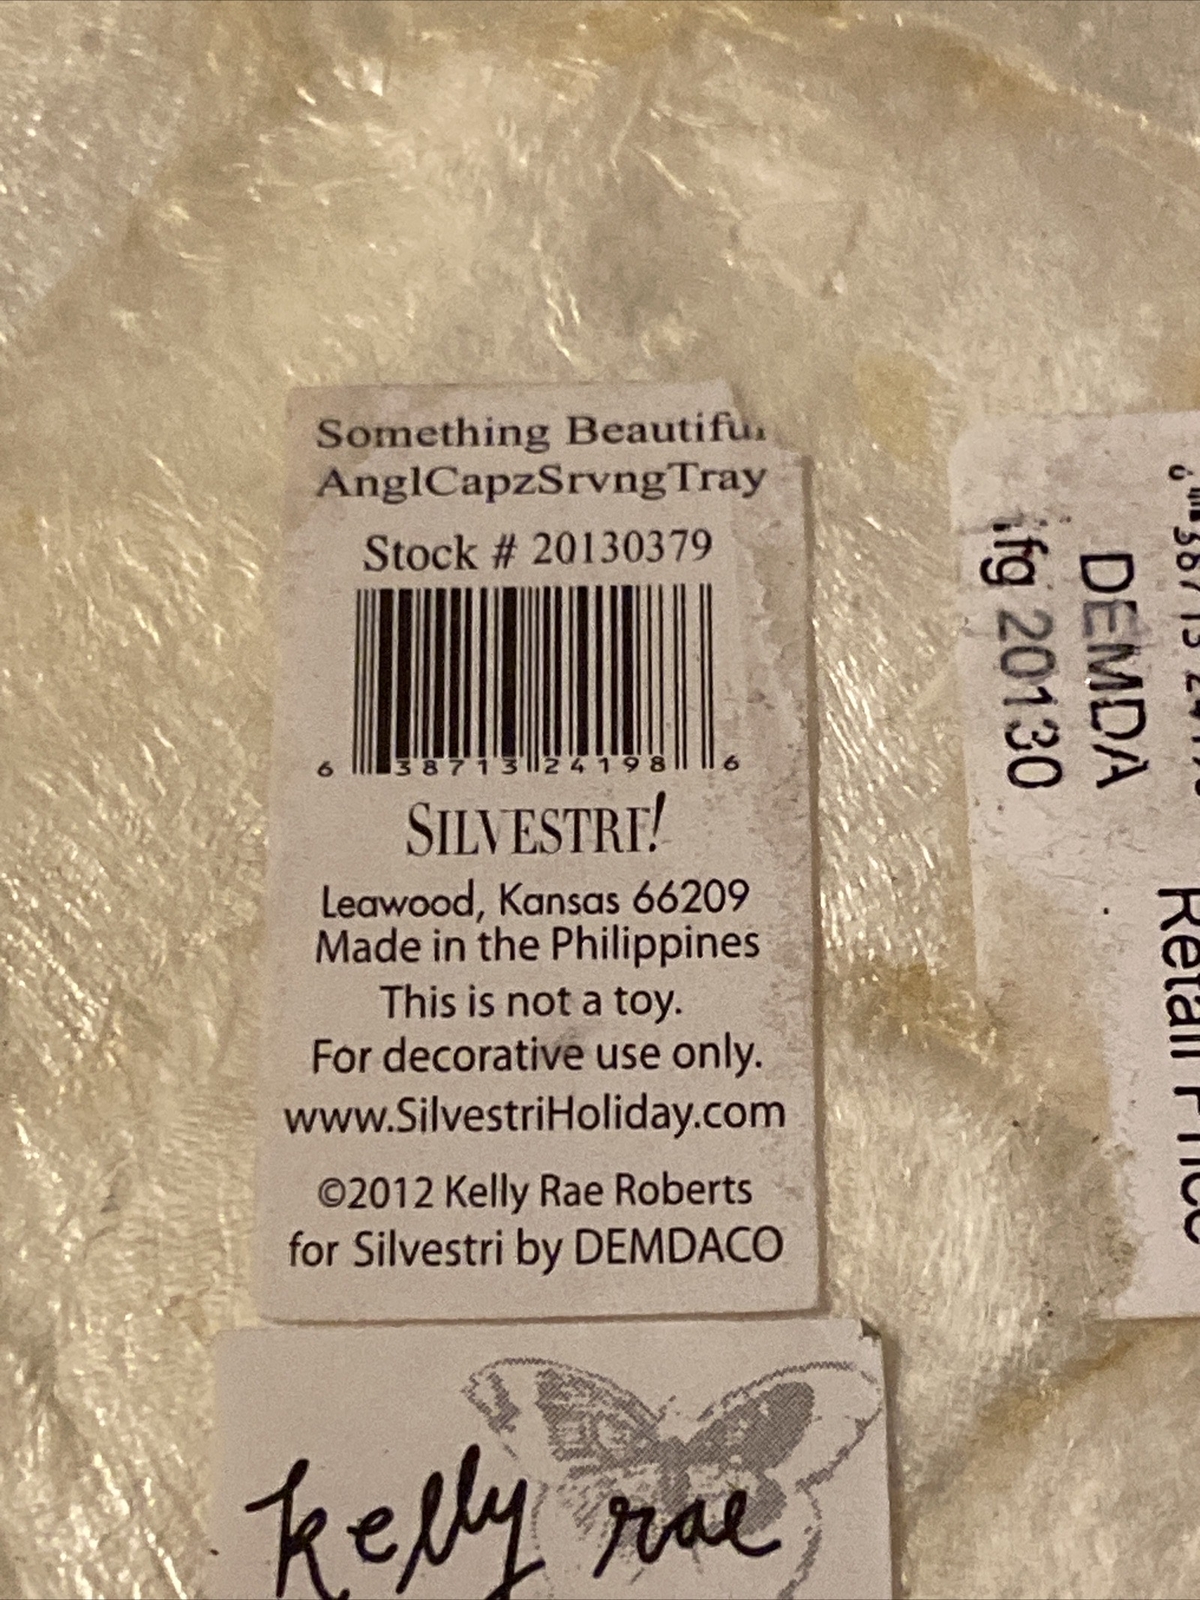 Something Beautiful
AnglCapzSrvngTray
Stock # 20130379
6 38713 24198 6
SILVESTRI!
Leawood, Kansas 66209
Made in the Philippines
This is not a toy.
For decorative use only.
www.SilvestriHoliday.com
©2012 Kelly Rae Roberts
for Silvestri by DEMDACO
kelly rae
DEMDA
fg 20130
Retail Price